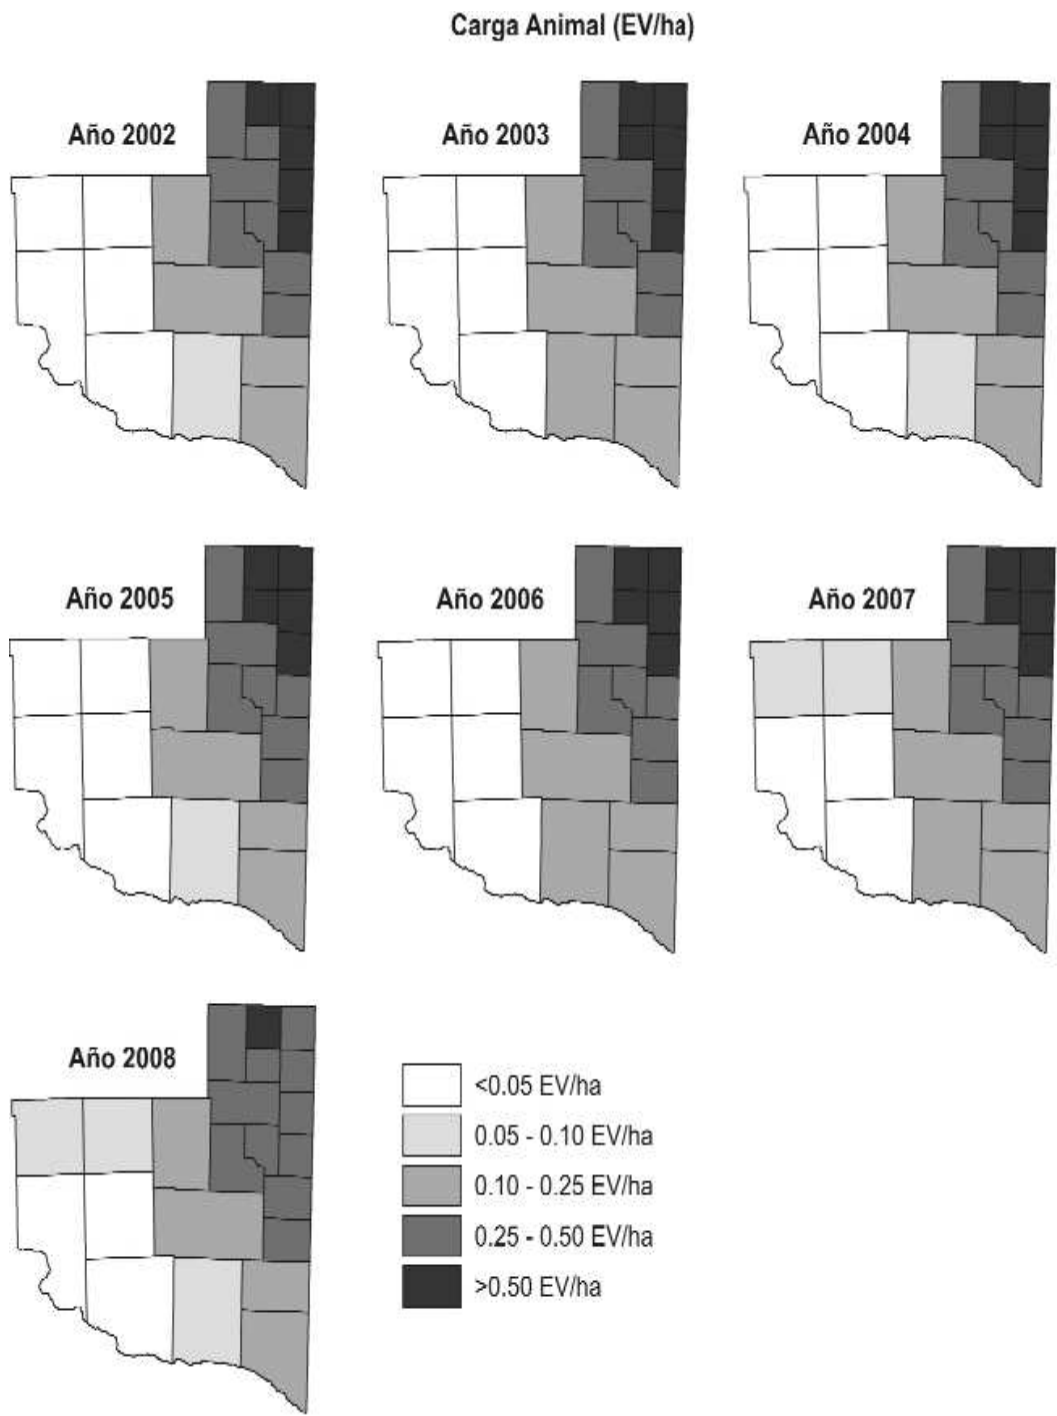 Carga Animal (EV/ha)
Año 2002
Año 2003
Año 2004
Año 2005
Año 2006
Año 2007
Año 2008
<0.05 EV/ha
0.05 - 0.10 EV/ha
0.10 - 0.25 EV/ha
0.25 - 0.50 EV/ha
>0.50 EV/ha